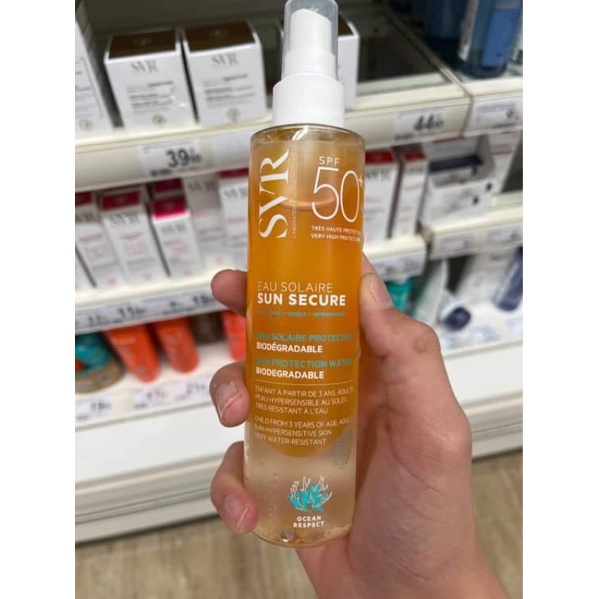 SVR
SVR
39
44
SVR
SPF
50+
TRÈS HAUTE PROTECTION
VERY HIGH PROTECTION
EAU SOLAIRE
SUN SECURE
EAU SOLAIRE PROTECTRICE
BIODÉGRADABLE
PROTECTION WATER
BIODEGRADABLE
ENFANT À PARTIR DE 3 ANS, ADULTE
PEAU HYPERSENSIBLE AU SOLEIL
TRÈS RÉSISTANT À L'EAU
CHILD FROM 3 YEARS OF AGE, ADULT
SUN-HYPERSENSITIVE SKIN
VERY WATER-RESISTANT
OCEAN
RESPECT